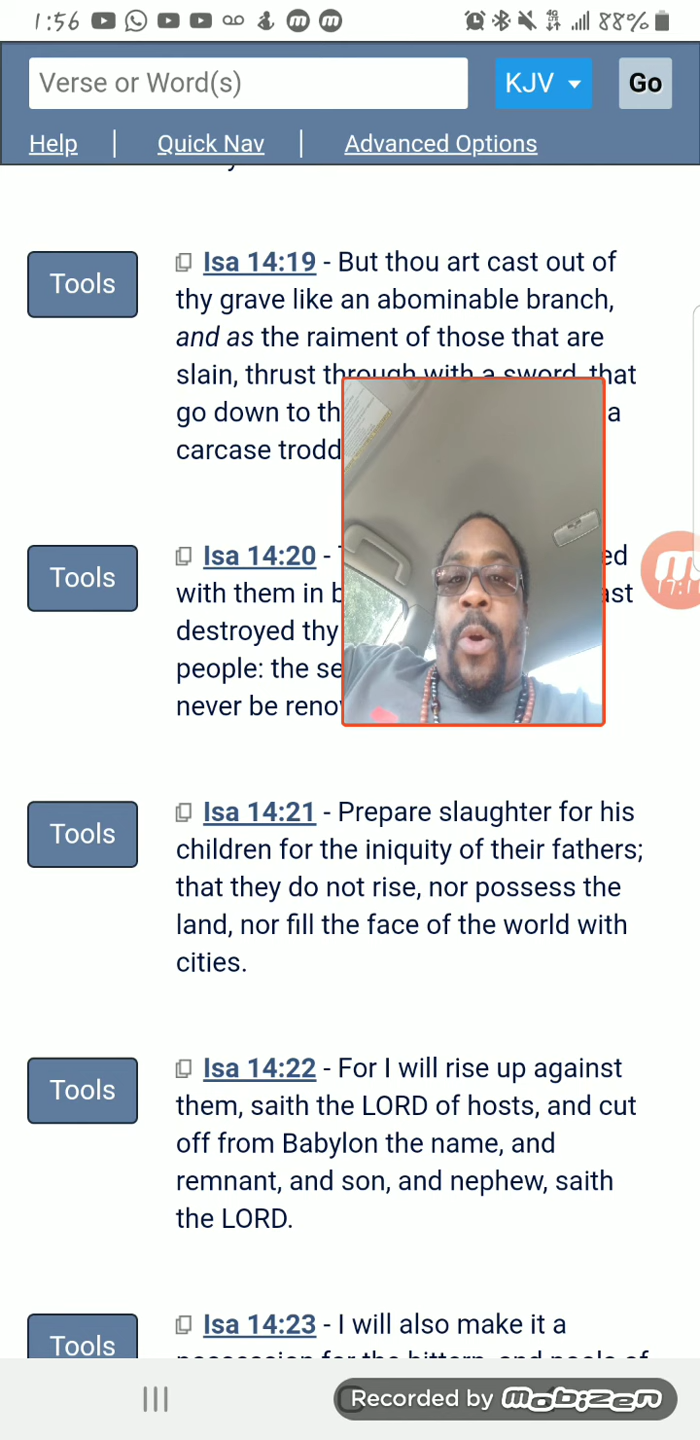 1:56
88%
Verse or Word(s)
KJV
Go
Help | Quick Nav | Advanced Options
Tools
Isa 14:19 - But thou art cast out of
thy grave like an abominable branch,
and as the raiment of those that are
slain, thrust through with a sword, that
go down to th
a
carcase trodd
Tools
Isa 14:20 -
ed
with them in b
ast
destroyed thy
people: the se
never be reno
Tools
Isa 14:21 - Prepare slaughter for his
children for the iniquity of their fathers;
that they do not rise, nor possess the
land, nor fill the face of the world with
cities.
Tools
Isa 14:22 - For I will rise up against
them, saith the LORD of hosts, and cut
off from Babylon the name, and
remnant, and son, and nephew, saith
the LORD.
Tools
Isa 14:23 - I will also make it a
Recorded by mobizen